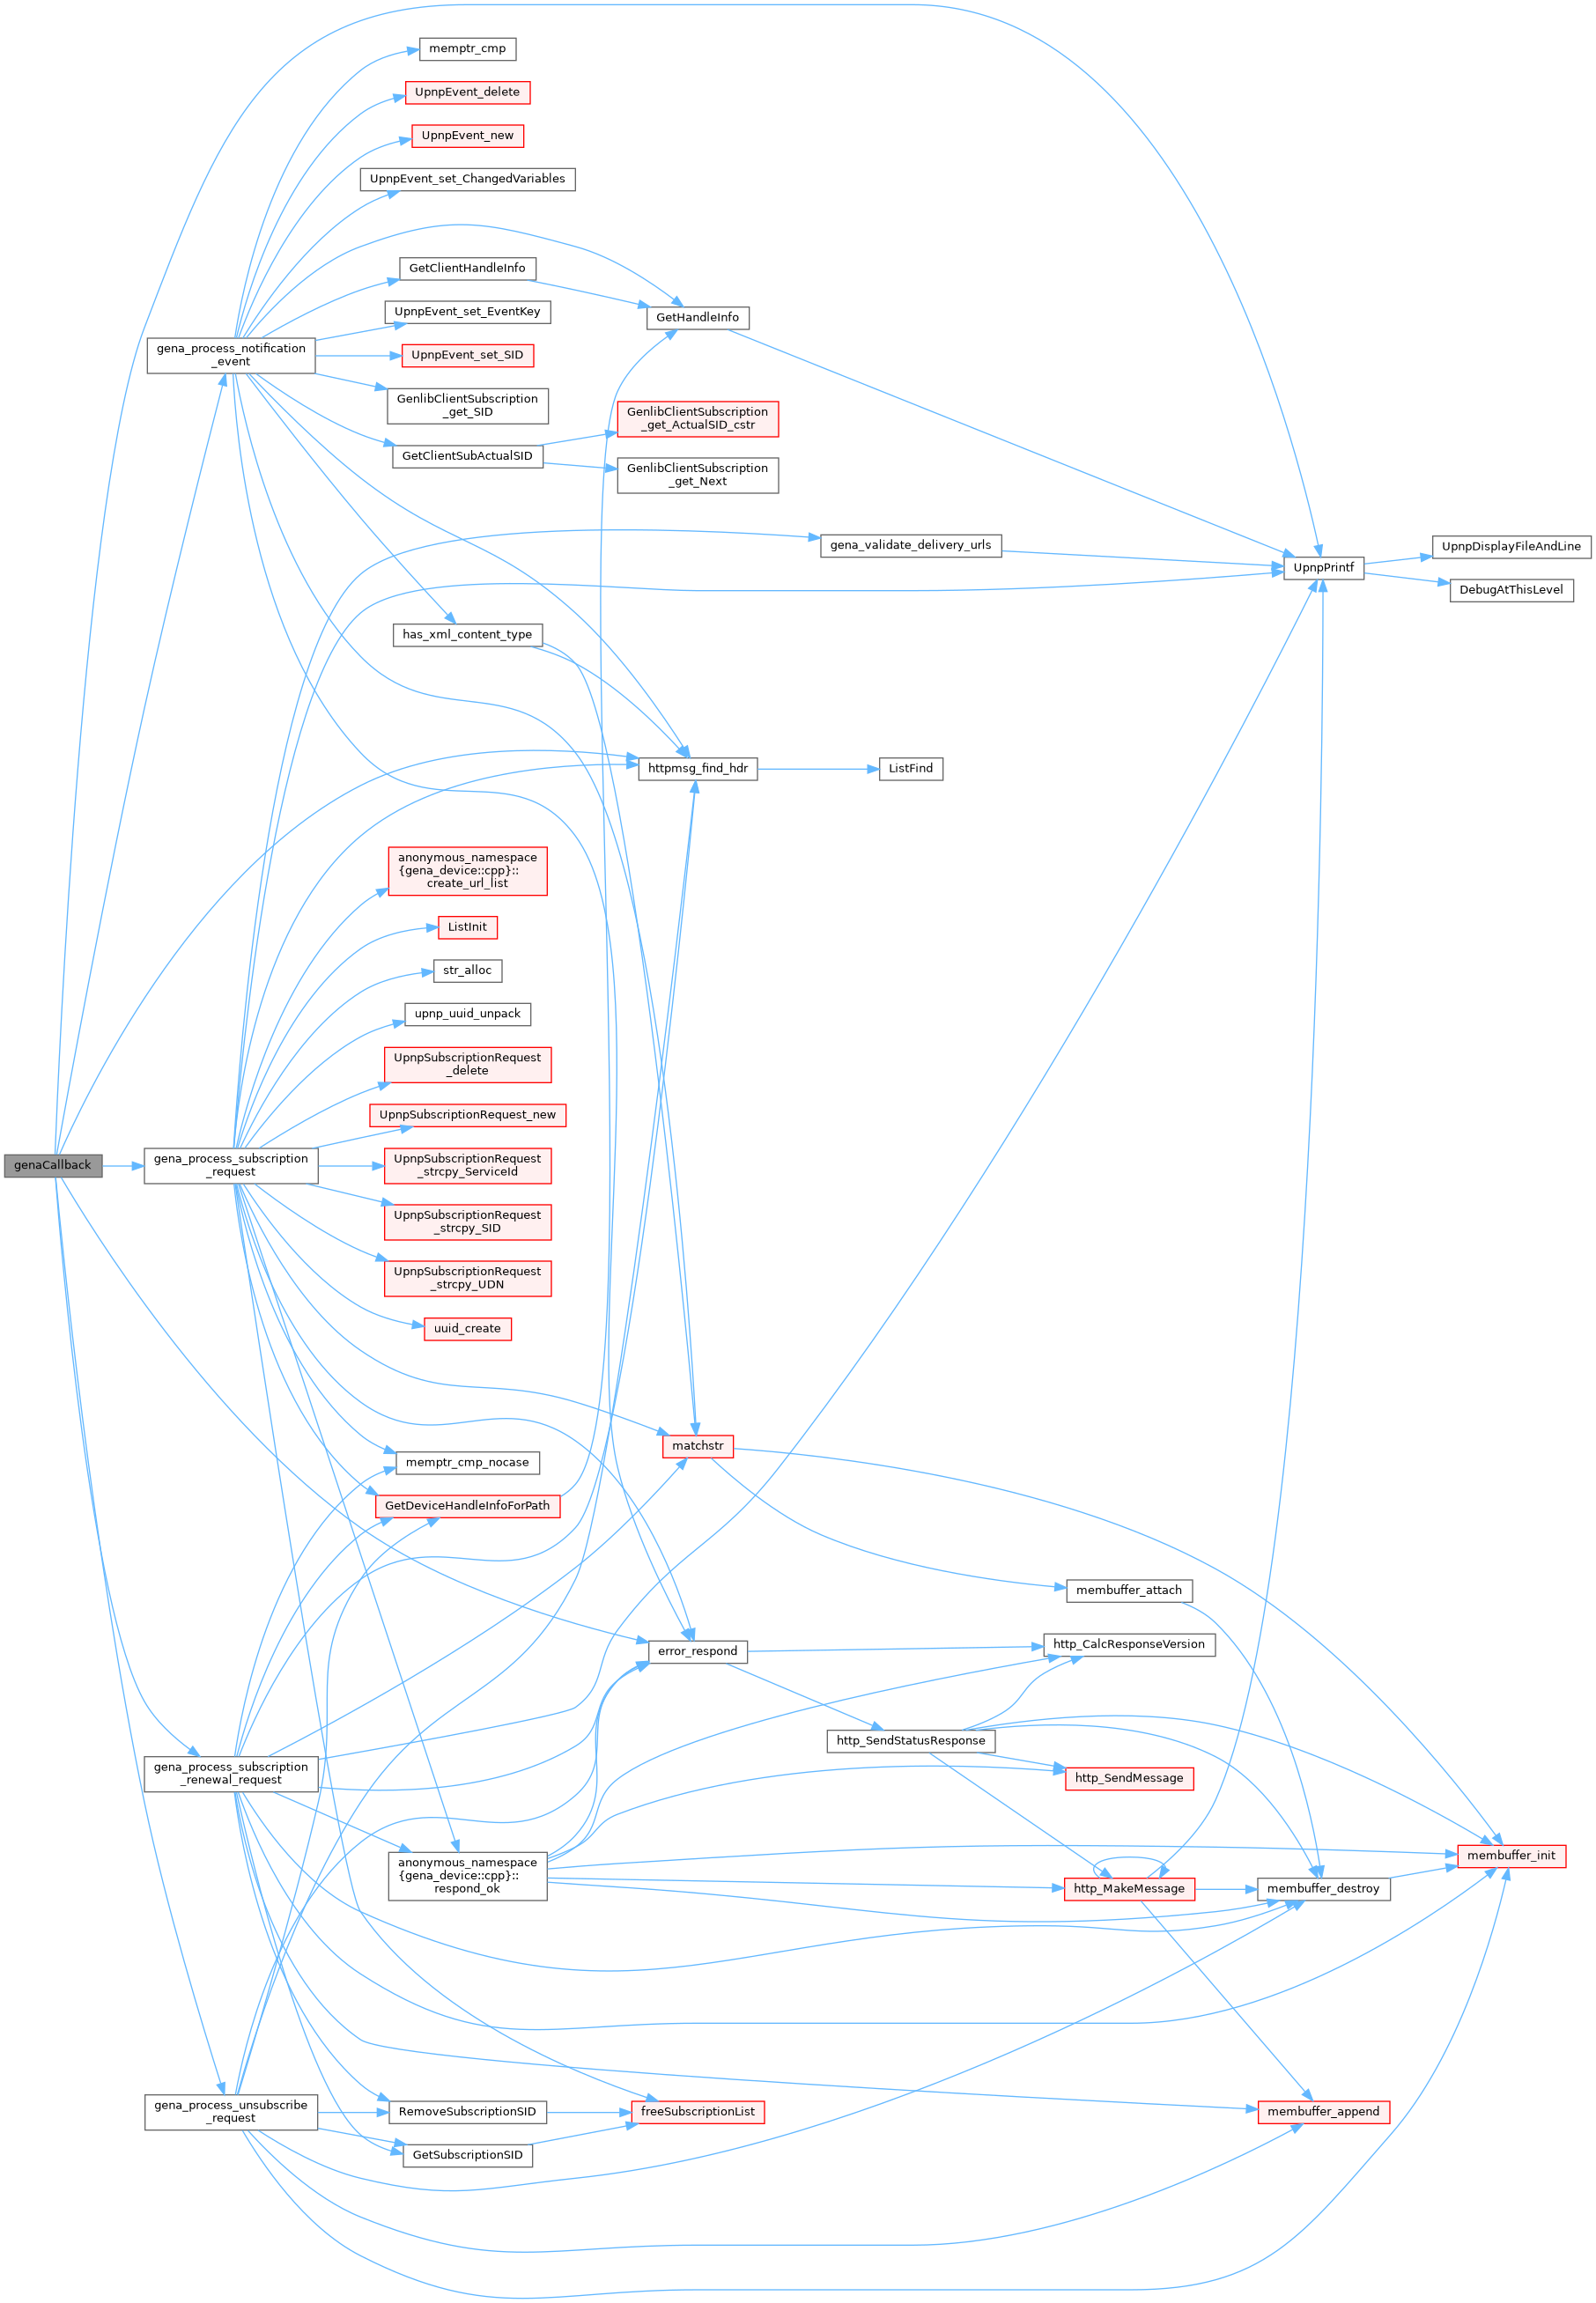 memptr_cmp
UpnpEvent_delete
UpnpEvent_new
UpnpEvent_set_ChangedVariables
GetClientHandleInfo
UpnpEvent_set_EventKey
GetHandleInfo
gena_process_notification
_event
UpnpEvent_set_SID
GenlibClientSubscription
_get_SID
GenlibClientSubscription
_get_ActualSID_cstr
GetClientSubActualSID
GenlibClientSubscription
_get_Next
gena_validate_delivery_urls
UpnpDisplayFileAndLine
UpnpPrintf
DebugAtThisLevel
has_xml_content_type
httpmsg_find_hdr
ListFind
anonymous_namespace
{gena_device::cpp}::
create_url_list
ListInit
str_alloc
upnp_uuid_unpack
UpnpSubscriptionRequest
_delete
UpnpSubscriptionRequest_new
genaCallback
gena_process_subscription
_request
UpnpSubscriptionRequest
_strcpy_ServiceId
UpnpSubscriptionRequest
_strcpy_SID
UpnpSubscriptionRequest
_strcpy_UDN
uuid_create
matchstr
memptr_cmp_nocase
GetDeviceHandleInfoForPath
membuffer_attach
error_respond
http_CalcResponseVersion
http_SendStatusResponse
gena_process_subscription
_renewal_request
http_SendMessage
membuffer_init
anonymous_namespace
{gena_device::cpp}::
respond_ok
http_MakeMessage
membuffer_destroy
gena_process_unsubscribe
_request
RemoveSubscriptionSID
freeSubscriptionList
membuffer_append
GetSubscriptionSID